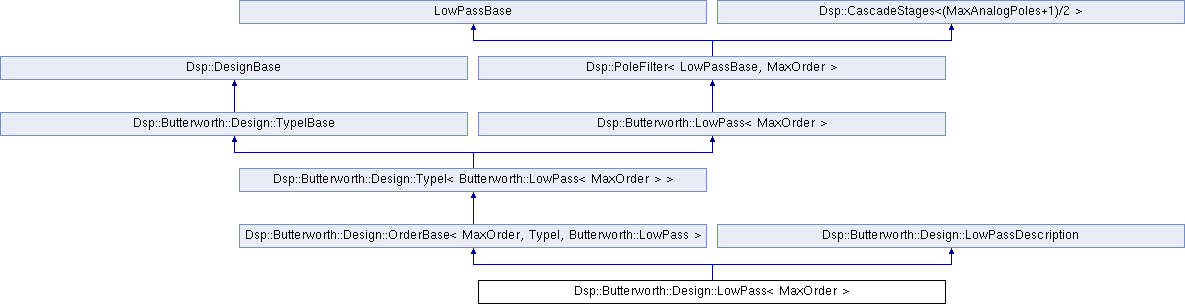 LowPassBase
Dsp::CascadeStages<(MaxAnalogPoles+1)/2 >
Dsp::DesignBase
Dsp::PoleFilter< LowPassBase, MaxOrder >
Dsp::Butterworth::Design::TypeIBase
Dsp::Butterworth::LowPass< MaxOrder >
Dsp::Butterworth::Design::TypeI< Butterworth::LowPass< MaxOrder > >
Dsp::Butterworth::Design::OrderBase< MaxOrder, TypeI, Butterworth::LowPass >
Dsp::Butterworth::Design::LowPassDescription
Dsp::Butterworth::Design::LowPass< MaxOrder >